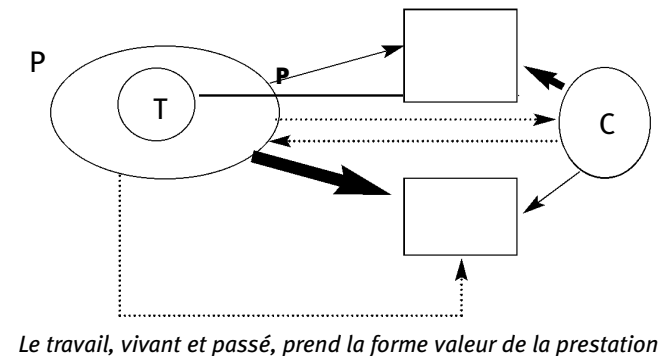 P
P
T
C
Le travail, vivant et passé, prend la forme valeur de la prestation